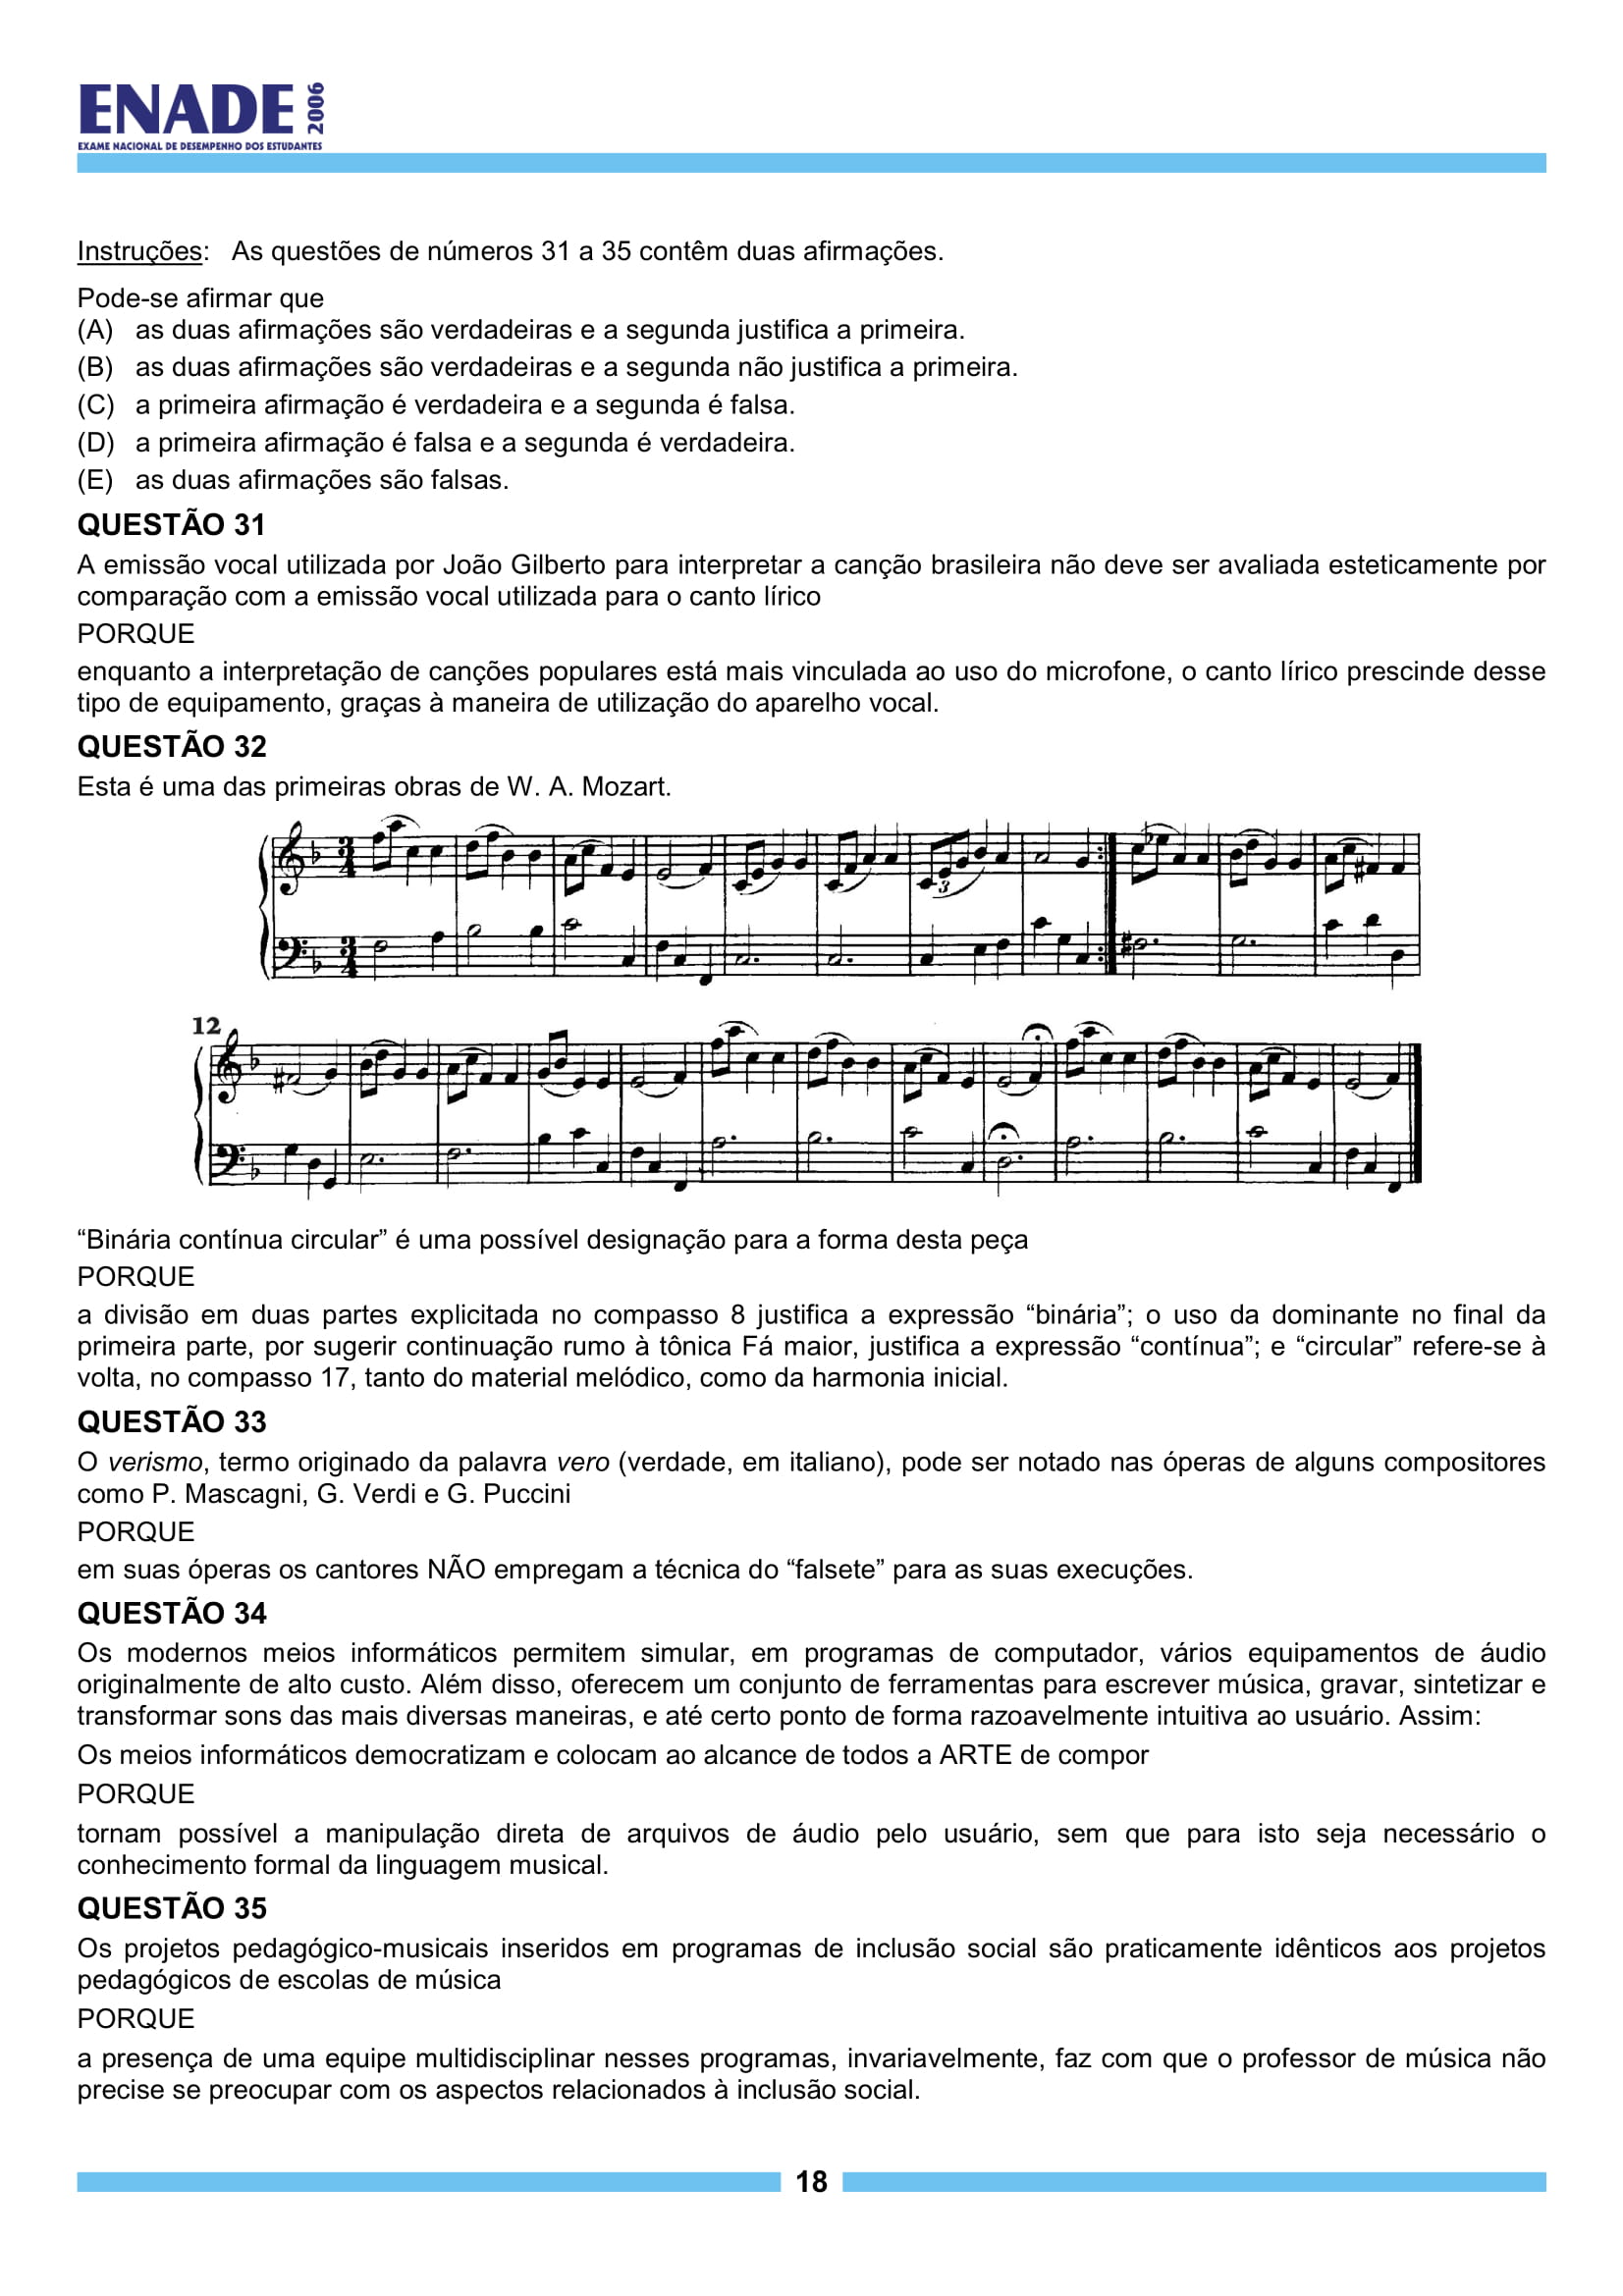 ENADE 2006
EXAME NACIONAL DE DESEMPENHO DOS ESTUDANTES
Instruções: As questões de números 31 a 35 contêm duas afirmações.
Pode-se afirmar que
(A) as duas afirmações são verdadeiras e a segunda justifica a primeira.
(B) as duas afirmações são verdadeiras e a segunda não justifica a primeira.
(C) a primeira afirmação é verdadeira e a segunda é falsa.
(D) a primeira afirmação é falsa e a segunda é verdadeira.
(E) as duas afirmações são falsas.
QUESTÃO 31
A emissão vocal utilizada por João Gilberto para interpretar a canção brasileira não deve ser avaliada esteticamente por
comparação com a emissão vocal utilizada para o canto lírico
PORQUE
enquanto a interpretação de canções populares está mais vinculada ao uso do microfone, o canto lírico prescinde desse
tipo de equipamento, graças à maneira de utilização do aparelho vocal.
QUESTÃO 32
Esta é uma das primeiras obras de W. A. Mozart.
3
12
“Binária contínua circular” é uma possível designação para a forma desta peça
PORQUE
a divisão em duas partes explicitada no compasso 8 justifica a expressão “binária”; o uso da dominante no final da
primeira parte, por sugerir continuação rumo à tônica Fá maior, justifica a expressão “contínua”; e “circular” refere-se à
volta, no compasso 17, tanto do material melódico, como da harmonia inicial.
QUESTÃO 33
O verismo, termo originado da palavra vero (verdade, em italiano), pode ser notado nas óperas de alguns compositores
como P. Mascagni, G. Verdi e G. Puccini
PORQUE
em suas óperas os cantores NÃO empregam a técnica do “falsete” para as suas execuções.
QUESTÃO 34
Os modernos meios informáticos permitem simular, em programas de computador, vários equipamentos de áudio
originalmente de alto custo. Além disso, oferecem um conjunto de ferramentas para escrever música, gravar, sintetizar e
transformar sons das mais diversas maneiras, e até certo ponto de forma razoavelmente intuitiva ao usuário. Assim:
Os meios informáticos democratizam e colocam ao alcance de todos a ARTE de compor
PORQUE
tornam possível a manipulação direta de arquivos de áudio pelo usuário, sem que para isto seja necessário o
conhecimento formal da linguagem musical.
QUESTÃO 35
Os projetos pedagógico-musicais inseridos em programas de inclusão social são praticamente idênticos aos projetos
pedagógicos de escolas de música
PORQUE
a presença de uma equipe multidisciplinar nesses programas, invariavelmente, faz com que o professor de música não
precise se preocupar com os aspectos relacionados à inclusão social.
18